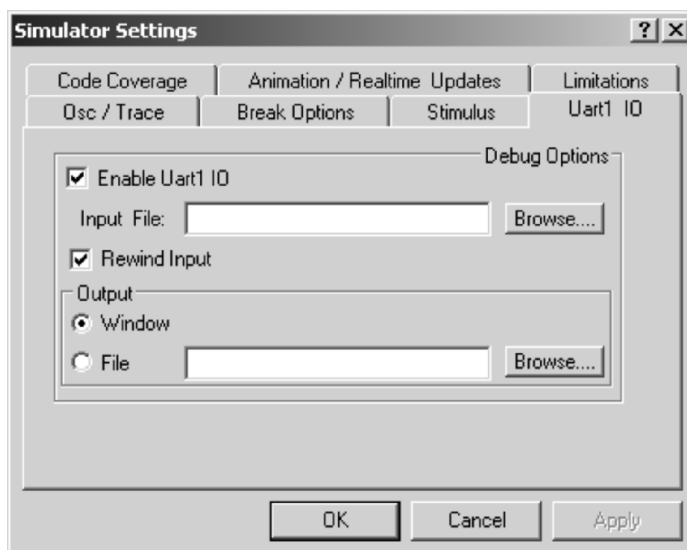 Simulator Settings
Code Coverage Animation / Realtime Updates Limitations
Osc / Trace Break Options Stimulus Uart1 IO
Debug Options
Enable Uart1 IO
Input File: Browse....
Rewind Input
Output
Window
File Browse....
OK Cancel Apply